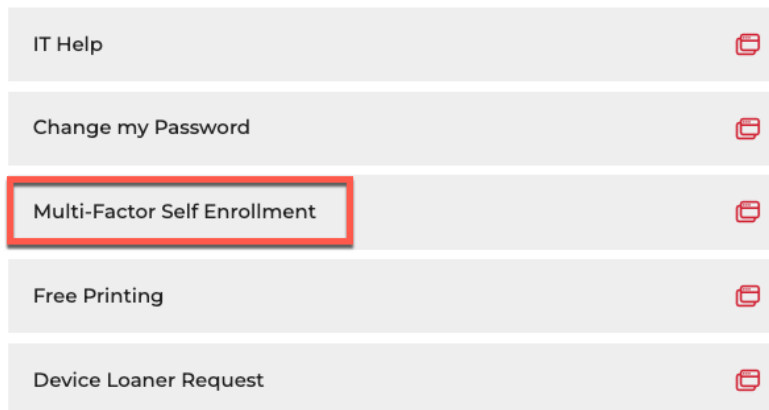 IT Help
Change my Password
Multi-Factor Self Enrollment
Free Printing
Device Loaner Request